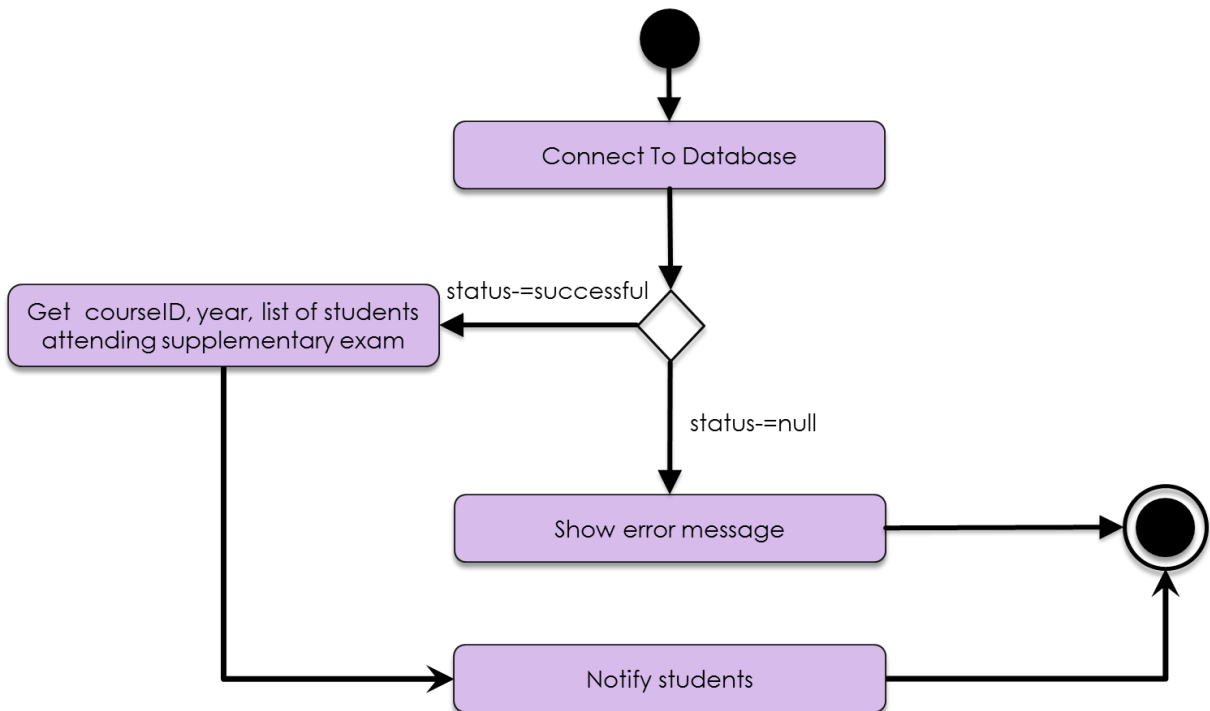 Connect To Database
status-=successful
Get courseID, year, list of students
attending supplementary exam
status-=null
Show error message
Notify students